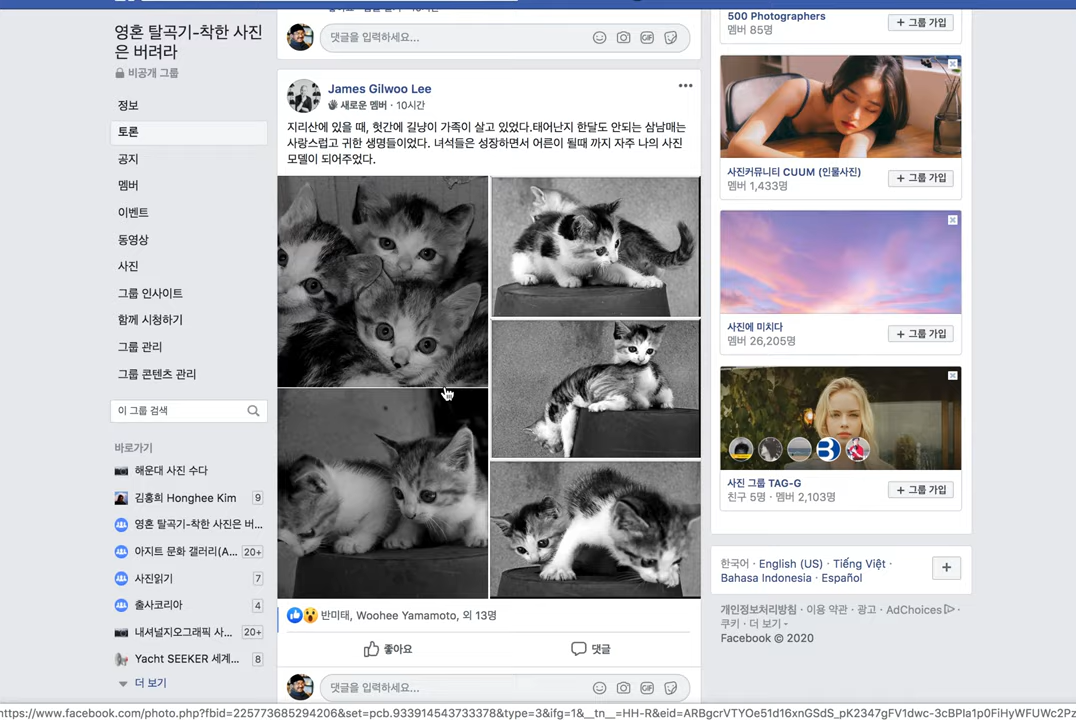 영혼 탈곡기-착한 사진
은 버려라
비공개 그룹
정보
토론
공지
멤버
이벤트
동영상
사진
그룹 인사이트
함께 시청하기
그룹 관리
그룹 콘텐츠 관리
이 그룹 검색
바로가기
해운대 사진 수다
김홍희 Honghee Kim 9
영혼 탈곡기-착한 사진은 버...
아지트 문화 갤러리(A... 20+
사진읽기 7
출사코리아 4
내셔널지오그래픽 사... 20+
Yacht SEEKER 세계... 8
더 보기
댓글을 입력하세요...
GIF
James Gilwoo Lee
새로운 멤버 · 10시간
지리산에 있을 때, 헛간에 길냥이 가족이 살고 있었다.태어난지 한달도 안되는 삼남매는
사랑스럽고 귀한 생명들이었다. 녀석들은 성장하면서 어른이 될때 까지 자주 나의 사진
모델이 되어주었다.
반미태, Woohee Yamamoto, 외 13명
좋아요 댓글
댓글을 입력하세요...
GIF
500 Photographers
멤버 85명
+ 그룹 가입
사진커뮤니티 CUUM (인물사진)
멤버 1,433명
+ 그룹 가입
사진에 미치다
멤버 26,205명
+ 그룹 가입
사진 그룹 TAG-G
친구 5명 · 멤버 2,103명
+ 그룹 가입
한국어 · English (US) · Tiếng Việt ·
Bahasa Indonesia · Español
+
개인정보처리방침 · 이용 약관 · 광고 · AdChoices ·
쿠키 · 더 보기
Facebook © 2020
https://www.facebook.com/photo.php?fbid=225773685294206&set=pcb.933914543733378&type=3&ifg=1&__tn__=HH-R&eid=ARBgcrVTYOe51d16xnGSdS_pK2347gFV1dwc-3cBPIa1p0FiHyWFUWc2Pz